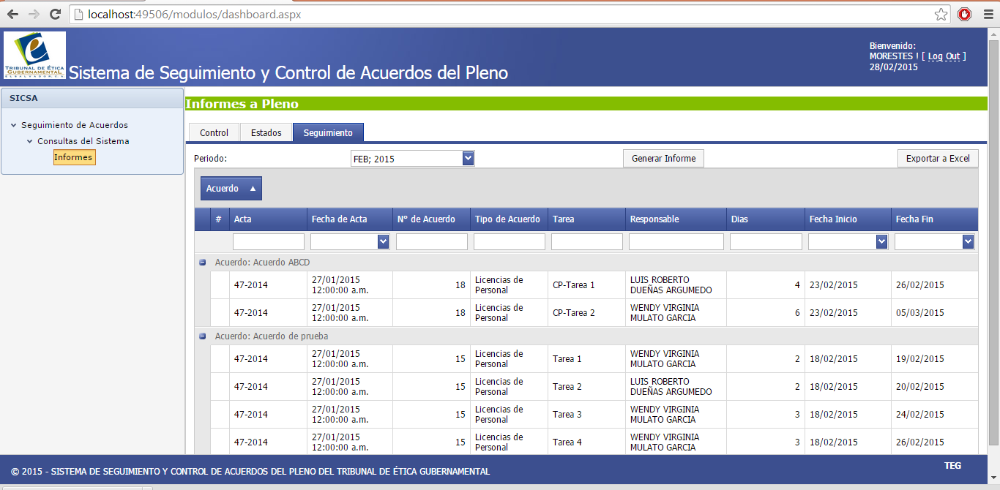 localhost:49506/modulos/dashboard.aspx
TRIBUNAL DE ÉTICA
GUBERNAMENTAL
EL SALVADOR, C.A.
Sistema de Seguimiento y Control de Acuerdos del Pleno
Bienvenido:
MORESTES ! [ Log Out ]
28/02/2015
SICSA
Seguimiento de Acuerdos
Consultas del Sistema
Informes
Informes a Pleno
Control Estados Seguimiento
Periodo: FEB; 2015 Generar Informe Exportar a Excel
Acuerdo
# Acta Fecha de Acta N° de Acuerdo Tipo de Acuerdo Tarea Responsable Dias Fecha Inicio Fecha Fin
Acuerdo: Acuerdo ABCD
47-2014 27/01/2015 12:00:00 a.m. 18 Licencias de Personal CP-Tarea 1 LUIS ROBERTO DUEÑAS ARGUMEDO 4 23/02/2015 26/02/2015
47-2014 27/01/2015 12:00:00 a.m. 18 Licencias de Personal CP-Tarea 2 WENDY VIRGINIA MULATO GARCIA 6 23/02/2015 05/03/2015
Acuerdo: Acuerdo de prueba
47-2014 27/01/2015 12:00:00 a.m. 15 Licencias de Personal Tarea 1 WENDY VIRGINIA MULATO GARCIA 2 18/02/2015 19/02/2015
47-2014 27/01/2015 12:00:00 a.m. 15 Licencias de Personal Tarea 2 LUIS ROBERTO DUEÑAS ARGUMEDO 2 18/02/2015 20/02/2015
47-2014 27/01/2015 12:00:00 a.m. 15 Licencias de Personal Tarea 3 WENDY VIRGINIA MULATO GARCIA 3 18/02/2015 24/02/2015
47-2014 27/01/2015 12:00:00 a.m. 15 Licencias de Personal Tarea 4 WENDY VIRGINIA MULATO GARCIA 3 18/02/2015 26/02/2015
© 2015 - SISTEMA DE SEGUIMIENTO Y CONTROL DE ACUERDOS DEL PLENO DEL TRIBUNAL DE ÉTICA GUBERNAMENTAL
TEG